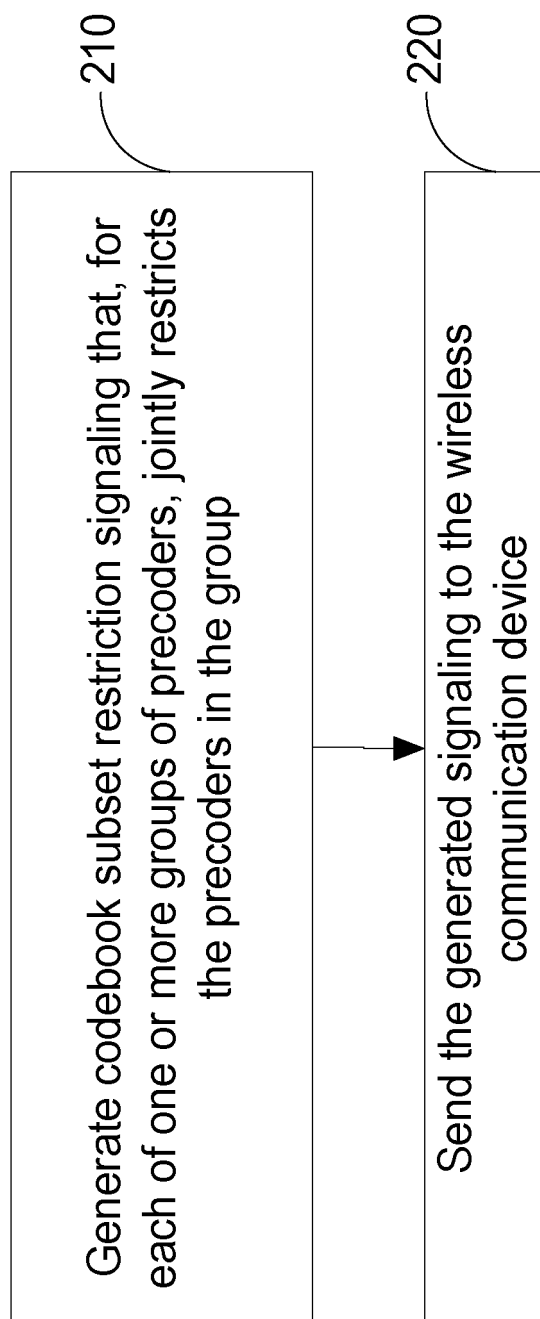 Generate codebook subset restriction signaling that, for
each of one or more groups of precoders, jointly restricts
the precoders in the group
210
Send the generated signaling to the wireless
communication device
220